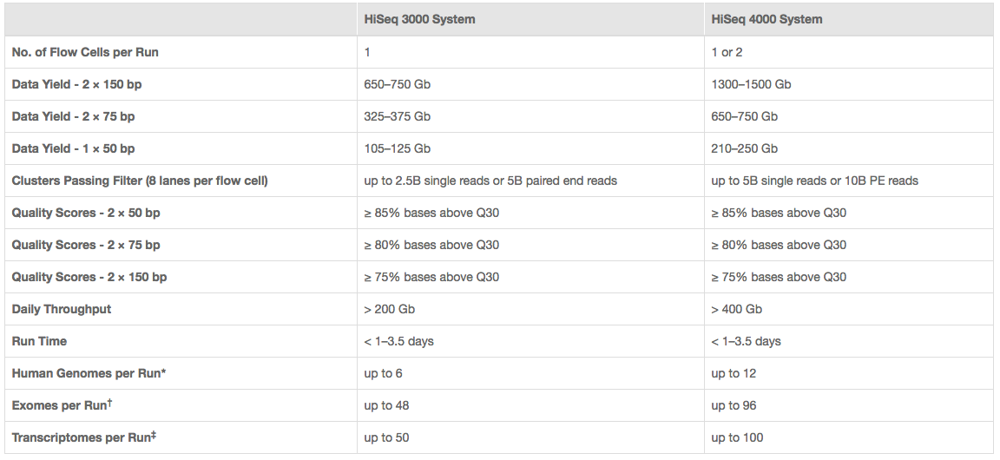 HiSeq 3000 System HiSeq 4000 System
No. of Flow Cells per Run 1 1 or 2
Data Yield - 2 × 150 bp 650–750 Gb 1300–1500 Gb
Data Yield - 2 × 75 bp 325–375 Gb 650–750 Gb
Data Yield - 1 × 50 bp 105–125 Gb 210–250 Gb
Clusters Passing Filter (8 lanes per flow cell) up to 2.5B single reads or 5B paired end reads up to 5B single reads or 10B PE reads
Quality Scores - 2 × 50 bp ≥ 85% bases above Q30 ≥ 85% bases above Q30
Quality Scores - 2 × 75 bp ≥ 80% bases above Q30 ≥ 80% bases above Q30
Quality Scores - 2 × 150 bp ≥ 75% bases above Q30 ≥ 75% bases above Q30
Daily Throughput > 200 Gb > 400 Gb
Run Time < 1–3.5 days < 1–3.5 days
Human Genomes per Run* up to 6 up to 12
Exomes per Run† up to 48 up to 96
Transcriptomes per Run‡ up to 50 up to 100